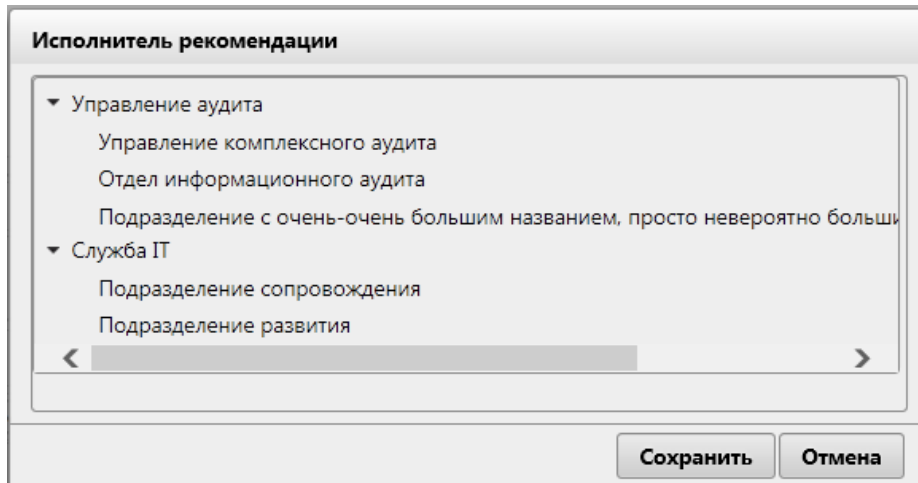 Исполнитель рекомендации
Управление аудита
Управление комплексного аудита
Отдел информационного аудита
Подразделение с очень-очень большим названием, просто невероятно больши
Служба IT
Подразделение сопровождения
Подразделение развития
Сохранить Отмена